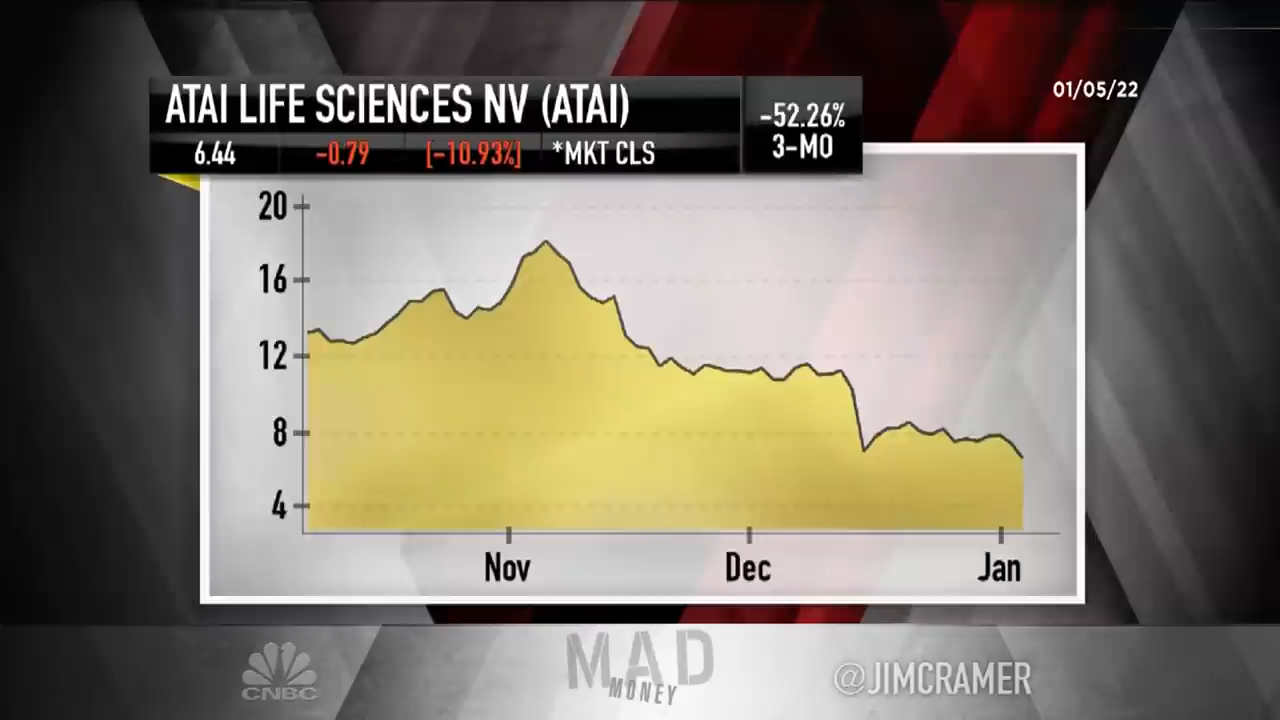 ATAI LIFE SCIENCES NV (ATAI)
6.44 -0.79 [-10.93%] *MKT CLS
-52.26%
3-MO
01/05/22
20
16
12
8
4
Nov Dec Jan
CNBC
MAD
MONEY
@JIMCRAMER